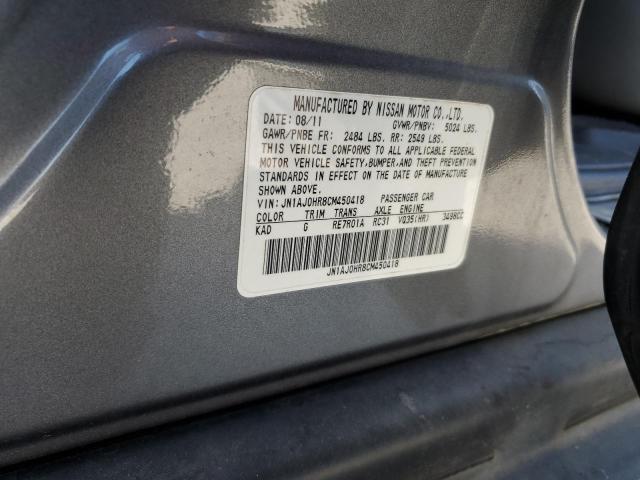 MANUFACTURED BY NISSAN MOTOR CO.,LTD.
DATE: 08/11 GVWR/PNBV: 5024 LBS.
GAWR/PNBE FR: 2484 LBS. RR: 2549 LBS.
THIS VEHICLE CONFORMS TO ALL APPLICABLE FEDERAL
MOTOR VEHICLE SAFETY,BUMPER,AND THEFT PREVENTION
STANDARDS IN EFFECT ON THE DATE OF MANUFACTURE
SHOWN ABOVE.
VIN: JN1AJ0HR8CM450418 PASSENGER CAR
COLOR TRIM TRANS AXLE ENGINE
KAD G RE7R01A RC31 VQ35(HR) 3498CC
JN1AJ0HR8CM450418